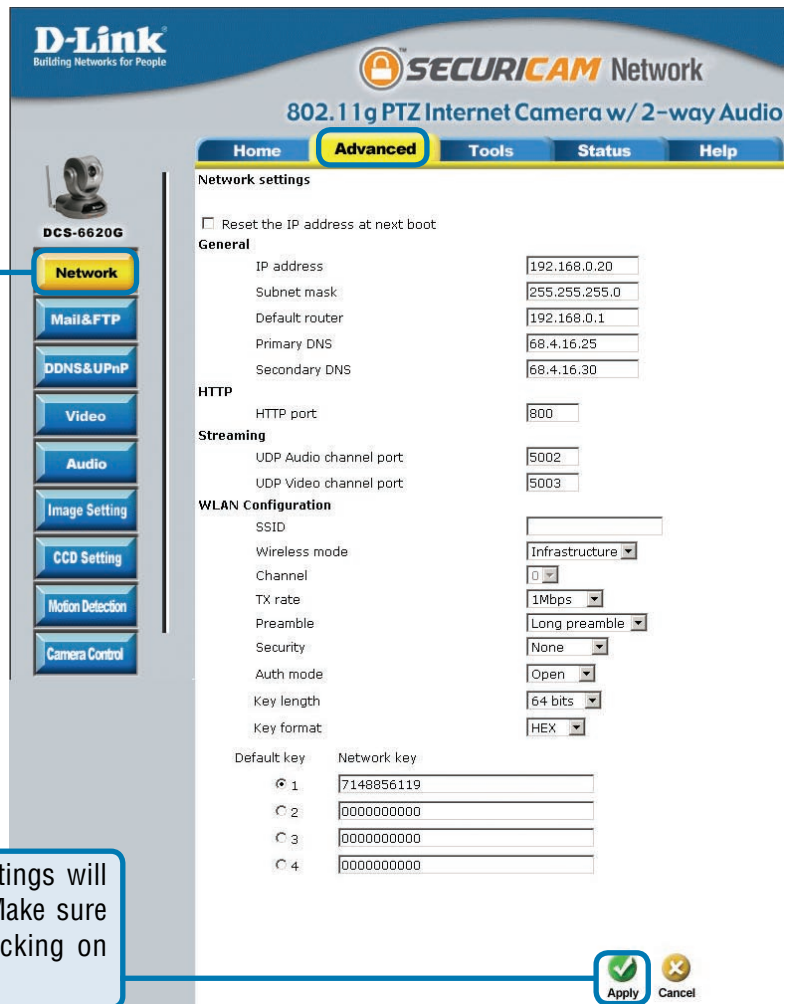 D-Link
Building Networks for People
SECURICAM Network
802.11g PTZ Internet Camera w/ 2-way Audio
Home Advanced Tools Status Help
DCS-6620G
Network
Mail&FTP
DDNS&UPnP
Video
Audio
Image Setting
CCD Setting
Motion Detection
Camera Control
Network settings
Reset the IP address at next boot
General
IP address 192.168.0.20
Subnet mask 255.255.255.0
Default router 192.168.0.1
Primary DNS 68.4.16.25
Secondary DNS 68.4.16.30
HTTP
HTTP port 800
Streaming
UDP Audio channel port 5002
UDP Video channel port 5003
WLAN Configuration
SSID
Wireless mode Infrastructure
Channel 0
TX rate 1Mbps
Preamble Long preamble
Security None
Auth mode Open
Key length 64 bits
Key format HEX
Default key Network key
1 7148856119
2 0000000000
3 0000000000
4 0000000000
tings will
Make sure
cking on
Apply Cancel